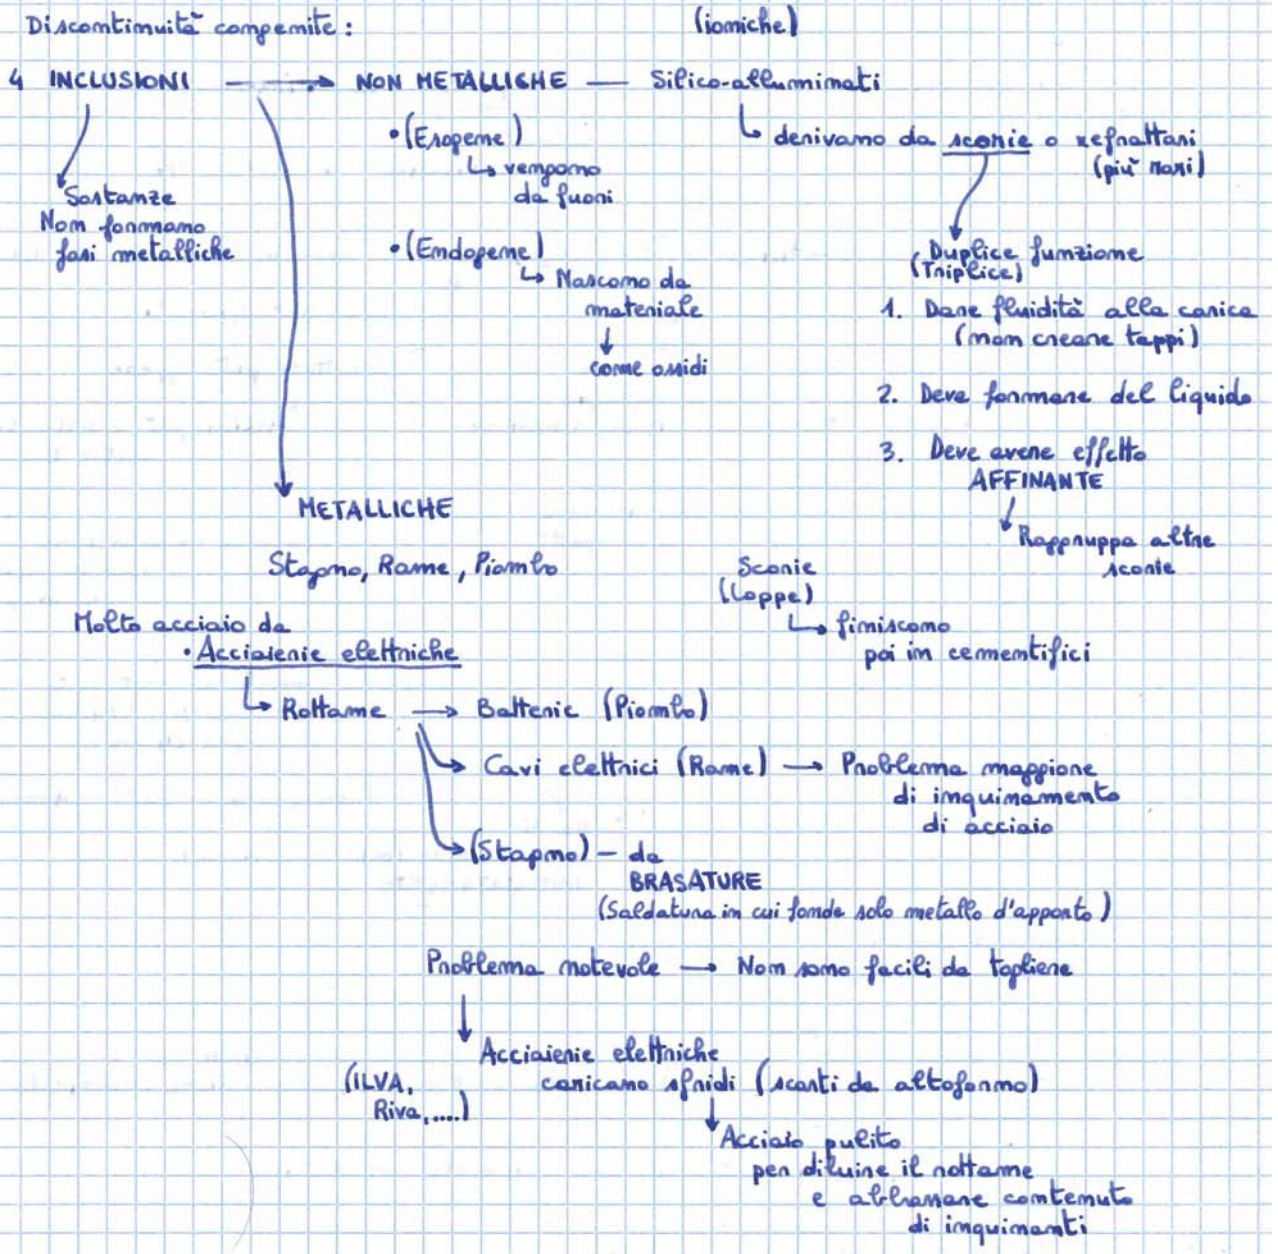 Discontinuità congenite:
(ioniche)
4 INCLUSIONI → NON METALLICHE — Silico-alluminati
•(Esogene)
↳ vengono
da fuori
↳ derivano da scorie o refrattari
(più rari)
Sostanze
Non formano
fasi metalliche
•(Endogene)
↳ Nascono da
materiale
↓
come ossidi
Duplice funzione
(Triplice)
1. Dare fluidità alla carica
(non creare tappi)
2. Deve formare del liquido
3. Deve avere effetto
AFFINANTE
Raggruppa altre
scorie
METALLICHE
Stagno, Rame, Piombo
Scorie
(Loppe)
↳ finiscono
poi in cementifici
Molto acciaio da
•Acciaierie elettriche
↳ Rottame → Batterie (Piombo)
Cavi elettrici (Rame) → Problema maggiore
di inquinamento
di acciaio
(Stagno) – da
BRASATURE
(Saldatura in cui fonde solo metallo d'apporto)
Problema notevole → Non sono facili da togliere
↓
Acciaierie elettriche
caricano sfridi (scarti da altoforno)
(ILVA,
Riva,....)
↓
Acciaio pulito
per diluire il rottame
e abbassare contenuto
di inquinanti